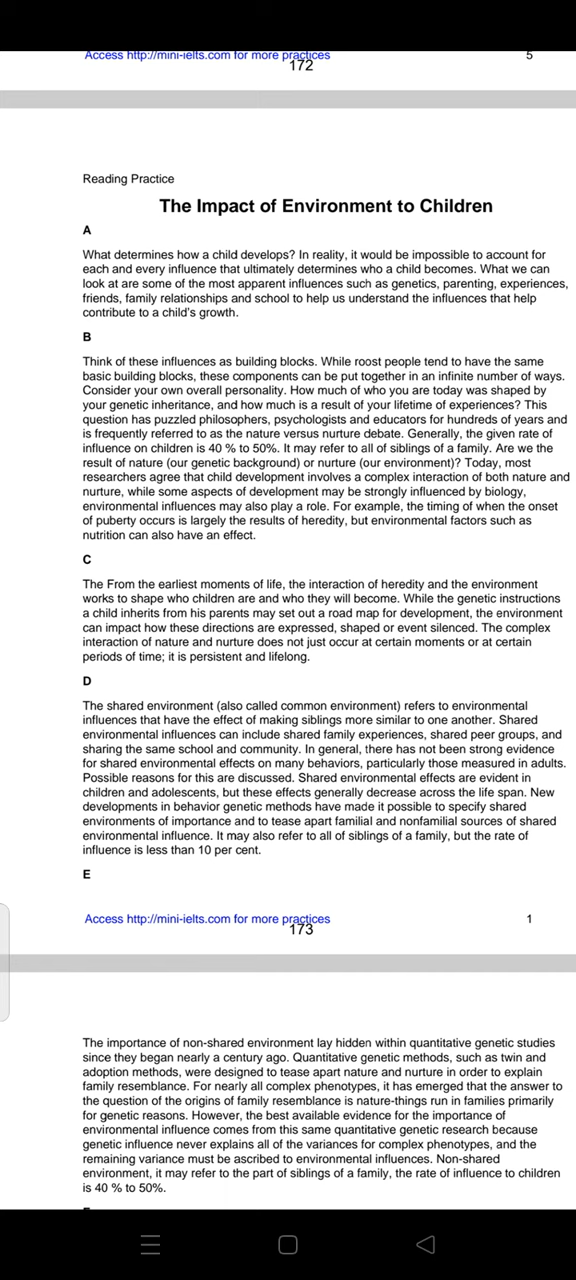 Access http://mini-ielts.com for more practices 5
172
Reading Practice
The Impact of Environment to Children
A
What determines how a child develops? In reality, it would be impossible to account for
each and every influence that ultimately determines who a child becomes. What we can
look at are some of the most apparent influences such as genetics, parenting, experiences,
friends, family relationships and school to help us understand the influences that help
contribute to a child's growth.
B
Think of these influences as building blocks. While roost people tend to have the same
basic building blocks, these components can be put together in an infinite number of ways.
Consider your own overall personality. How much of who you are today was shaped by
your genetic inheritance, and how much is a result of your lifetime of experiences? This
question has puzzled philosophers, psychologists and educators for hundreds of years and
is frequently referred to as the nature versus nurture debate. Generally, the given rate of
influence on children is 40 % to 50%. It may refer to all of siblings of a family. Are we the
result of nature (our genetic background) or nurture (our environment)? Today, most
researchers agree that child development involves a complex interaction of both nature and
nurture, while some aspects of development may be strongly influenced by biology,
environmental influences may also play a role. For example, the timing of when the onset
of puberty occurs is largely the results of heredity, but environmental factors such as
nutrition can also have an effect.
C
The From the earliest moments of life, the interaction of heredity and the environment
works to shape who children are and who they will become. While the genetic instructions
a child inherits from his parents may set out a road map for development, the environment
can impact how these directions are expressed, shaped or event silenced. The complex
interaction of nature and nurture does not just occur at certain moments or at certain
periods of time; it is persistent and lifelong.
D
The shared environment (also called common environment) refers to environmental
influences that have the effect of making siblings more similar to one another. Shared
environmental influences can include shared family experiences, shared peer groups, and
sharing the same school and community. In general, there has not been strong evidence
for shared environmental effects on many behaviors, particularly those measured in adults.
Possible reasons for this are discussed. Shared environmental effects are evident in
children and adolescents, but these effects generally decrease across the life span. New
developments in behavior genetic methods have made it possible to specify shared
environments of importance and to tease apart familial and nonfamilial sources of shared
environmental influence. It may also refer to all of siblings of a family, but the rate of
influence is less than 10 per cent.
E
Access http://mini-ielts.com for more practices 1
173
The importance of non-shared environment lay hidden within quantitative genetic studies
since they began nearly a century ago. Quantitative genetic methods, such as twin and
adoption methods, were designed to tease apart nature and nurture in order to explain
family resemblance. For nearly all complex phenotypes, it has emerged that the answer to
the question of the origins of family resemblance is nature-things run in families primarily
for genetic reasons. However, the best available evidence for the importance of
environmental influence comes from this same quantitative genetic research because
genetic influence never explains all of the variances for complex phenotypes, and the
remaining variance must be ascribed to environmental influences. Non-shared
environment, it may refer to the part of siblings of a family, the rate of influence to children
is 40 % to 50%.